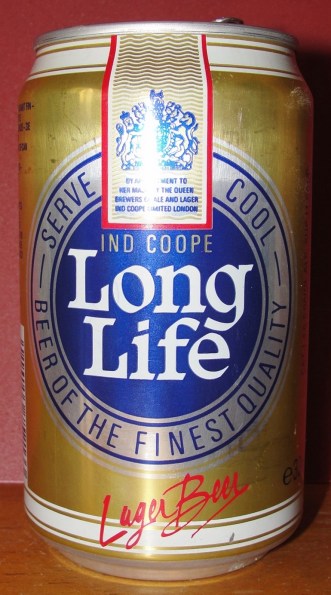 BY APPOINTMENT TO
HER MAJESTY THE QUEEN
BREWERS OF ALE AND LAGER
IND COOPE LIMITED LONDON
SERVE COOL
IND COOPE
Long
Life
BEER OF THE FINEST QUALITY
Lager Beer